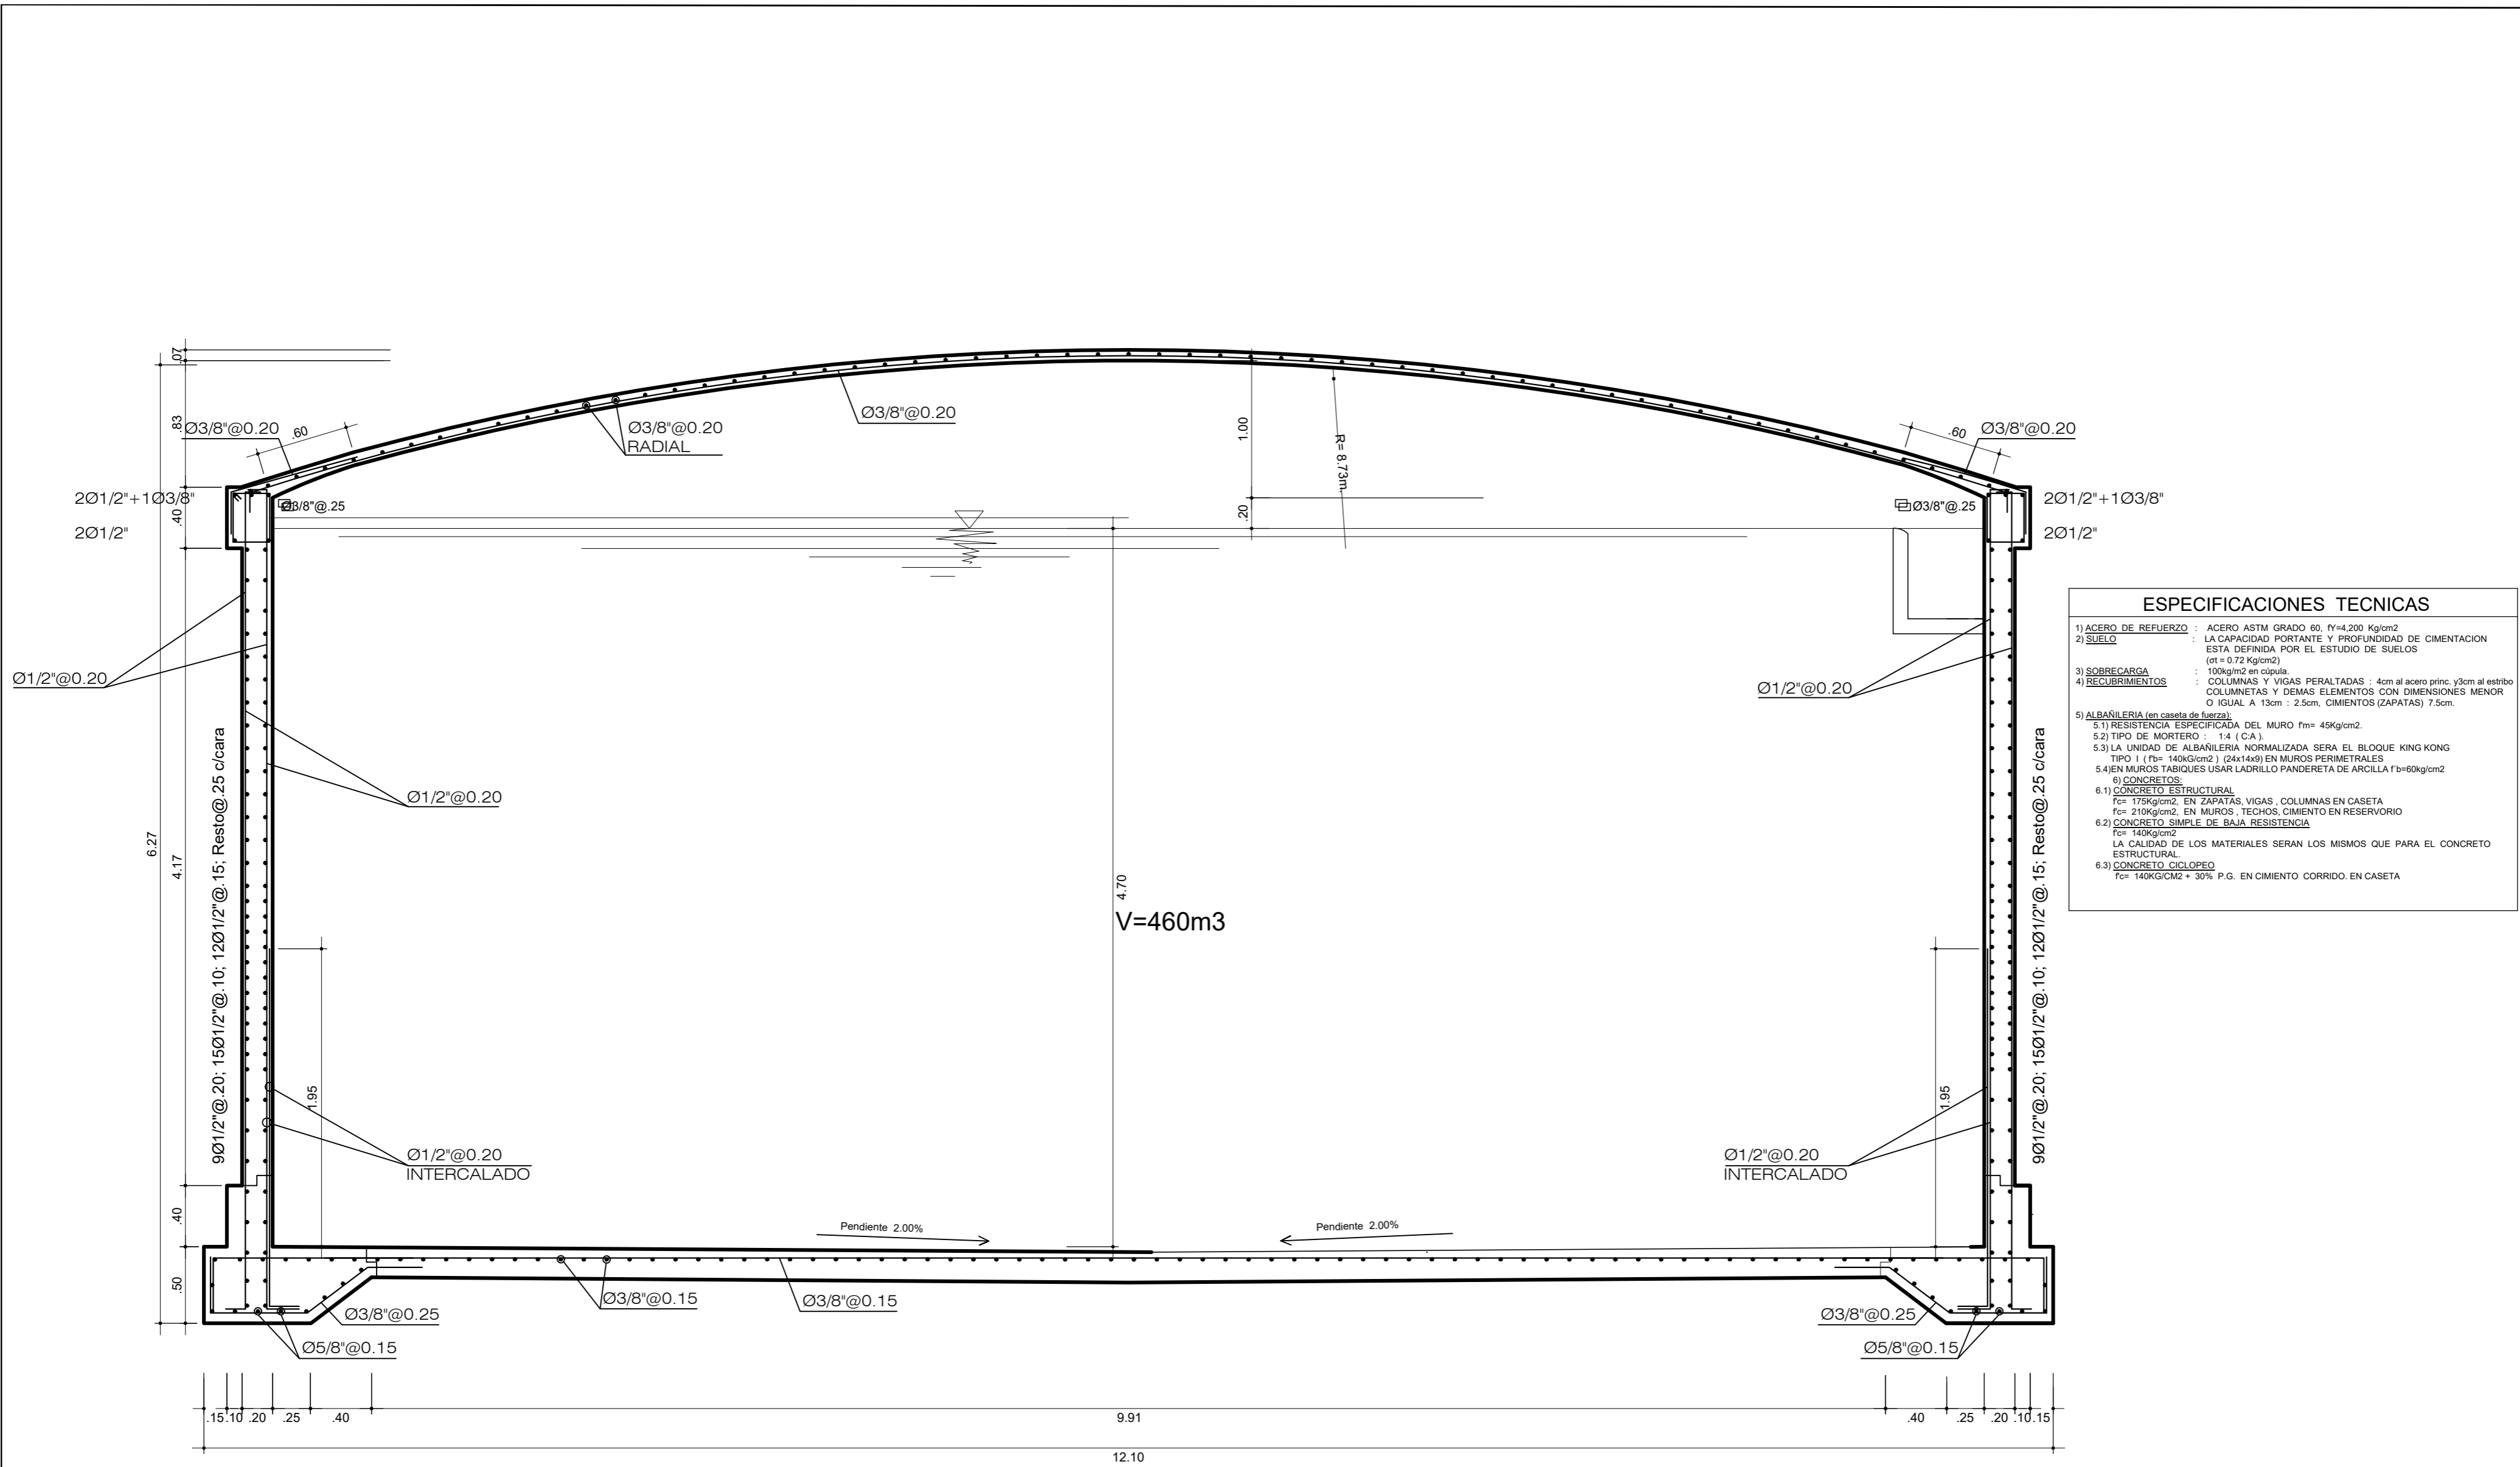 .07
.83
Ø3/8"@0.20
.60
Ø3/8"@0.20
RADIAL
Ø3/8"@0.20
1.00
R= 8.73m.
.60
Ø3/8"@0.20
2Ø1/2"+1Ø3/8"
2Ø1/2"
.40
Ø3/8"@.25
.20
Ø3/8"@.25
2Ø1/2"+1Ø3/8"
2Ø1/2"
Ø1/2"@0.20
Ø1/2"@0.20
Ø1/2"@0.20
6.27
4.17
9Ø1/2"@.20; 15Ø1/2"@.10; 12Ø1/2"@.15; Resto@.25 c/cara
4.70
V=460m3
9Ø1/2"@.20; 15Ø1/2"@.10; 12Ø1/2"@.15; Resto@.25 c/cara
1.95
1.95
Ø1/2"@0.20
INTERCALADO
Ø1/2"@0.20
INTERCALADO
.40
Pendiente 2.00%
Pendiente 2.00%
.50
Ø3/8"@0.25
Ø5/8"@0.15
Ø3/8"@0.15
Ø3/8"@0.15
Ø3/8"@0.25
Ø5/8"@0.15
.15 .10 .20 .25 .40 9.91 .40 .25 .20 .10 .15
12.10
ESPECIFICACIONES TECNICAS
1) ACERO DE REFUERZO : ACERO ASTM GRADO 60, fY=4,200 Kg/cm2
2) SUELO : LA CAPACIDAD PORTANTE Y PROFUNDIDAD DE CIMENTACION
ESTA DEFINIDA POR EL ESTUDIO DE SUELOS
(σt = 0.72 Kg/cm2)
3) SOBRECARGA : 100kg/m2 en cúpula.
4) RECUBRIMIENTOS : COLUMNAS Y VIGAS PERALTADAS : 4cm al acero princ. y3cm al estribo
COLUMNETAS Y DEMAS ELEMENTOS CON DIMENSIONES MENOR
O IGUAL A 13cm : 2.5cm, CIMIENTOS (ZAPATAS) 7.5cm.
5) ALBAÑILERIA (en caseta de fuerza):
5.1) RESISTENCIA ESPECIFICADA DEL MURO f'm= 45Kg/cm2.
5.2) TIPO DE MORTERO : 1:4 ( C:A ).
5.3) LA UNIDAD DE ALBAÑILERIA NORMALIZADA SERA EL BLOQUE KING KONG
TIPO I ( f'b= 140kG/cm2 ) (24x14x9) EN MUROS PERIMETRALES
5.4)EN MUROS TABIQUES USAR LADRILLO PANDERETA DE ARCILLA f'b=60kg/cm2
6) CONCRETOS:
6.1) CONCRETO ESTRUCTURAL
f'c= 175Kg/cm2, EN ZAPATAS, VIGAS , COLUMNAS EN CASETA
f'c= 210Kg/cm2, EN MUROS , TECHOS, CIMIENTO EN RESERVORIO
6.2) CONCRETO SIMPLE DE BAJA RESISTENCIA
f'c= 140Kg/cm2
LA CALIDAD DE LOS MATERIALES SERAN LOS MISMOS QUE PARA EL CONCRETO
ESTRUCTURAL.
6.3) CONCRETO CICLOPEO
f'c= 140KG/CM2 + 30% P.G. EN CIMIENTO CORRIDO. EN CASETA